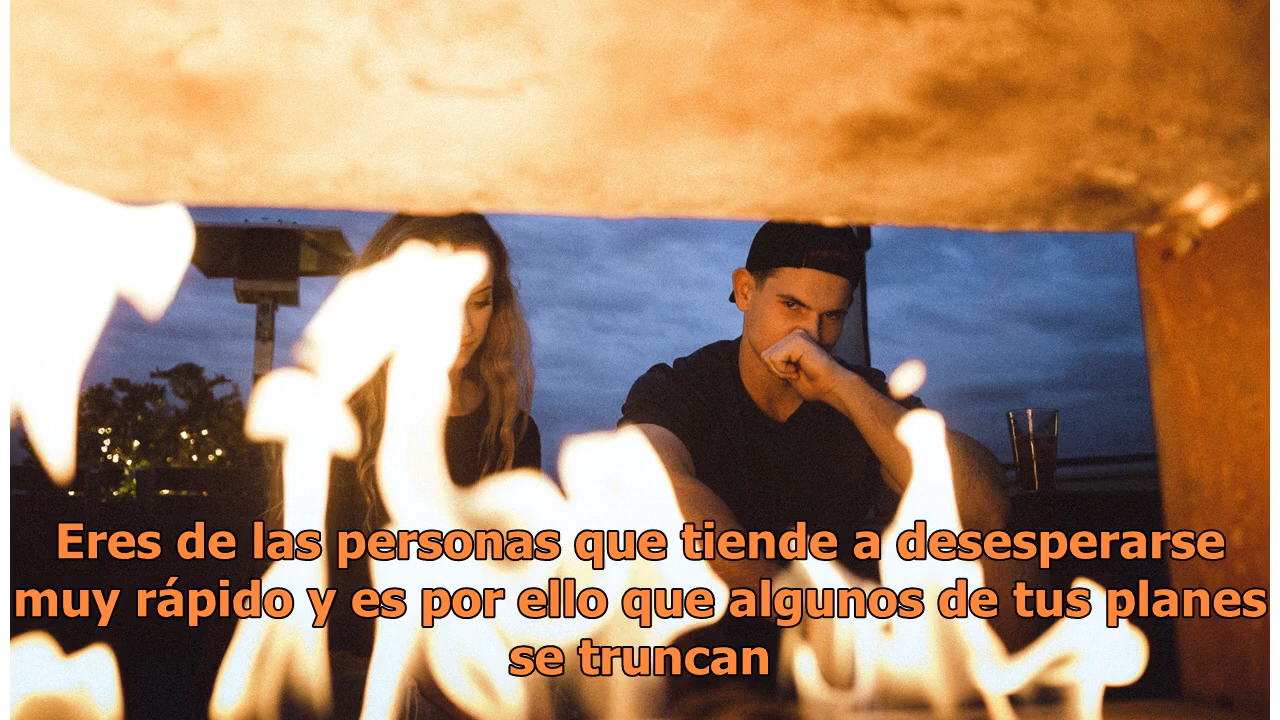 Eres de las personas que tiende a desesperarse
muy rápido y es por ello que algunos de tus planes
se truncan